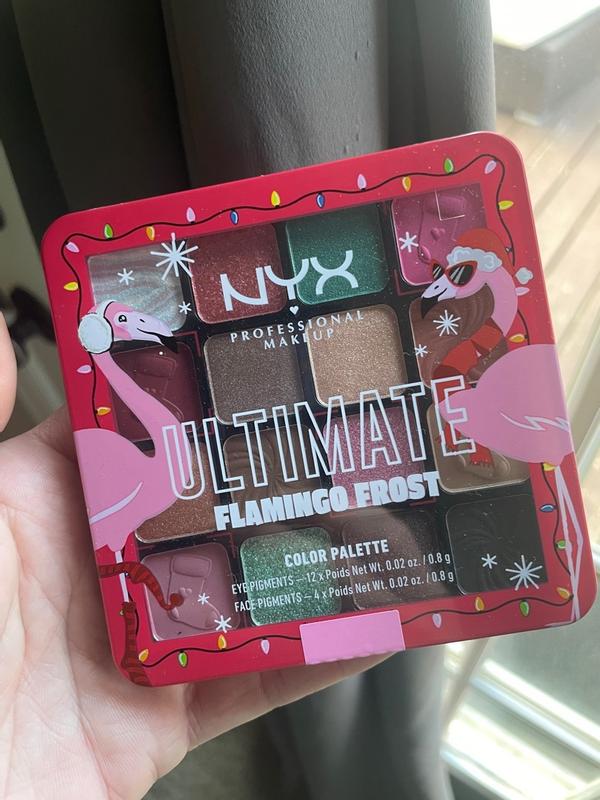 NYX
PROFESSIONAL
MAKEUP
ULTIMATE
FLAMINGO FROST
COLOR PALETTE
EYE PIGMENTS – 12 x Poids Net Wt. 0.02 oz. / 0.8 g
FACE PIGMENTS – 4 x Poids Net Wt. 0.02 oz. / 0.8 g